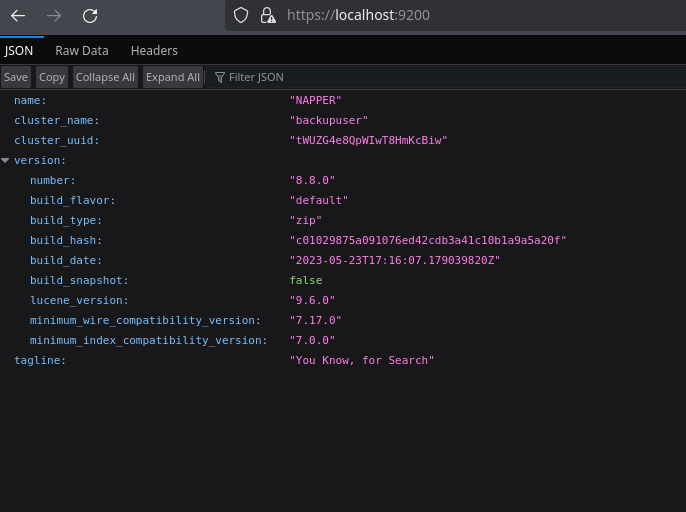 https://localhost:9200
JSON Raw Data Headers
Save Copy Collapse All Expand All Filter JSON
name: "NAPPER"
cluster_name: "backupuser"
cluster_uuid: "tWUZG4e8QpWIwT8HmKcBiw"
version:
number: "8.8.0"
build_flavor: "default"
build_type: "zip"
build_hash: "c01029875a091076ed42cdb3a41c10b1a9a5a20f"
build_date: "2023-05-23T17:16:07.179039820Z"
build_snapshot: false
lucene_version: "9.6.0"
minimum_wire_compatibility_version: "7.17.0"
minimum_index_compatibility_version: "7.0.0"
tagline: "You Know, for Search"